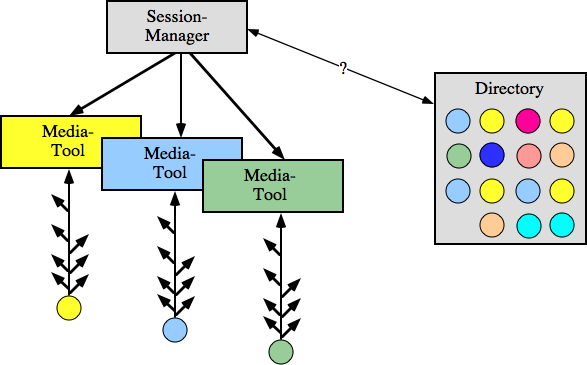 Session-
Manager
?
Directory
Media-
Tool
Media-
Tool
Media-
Tool